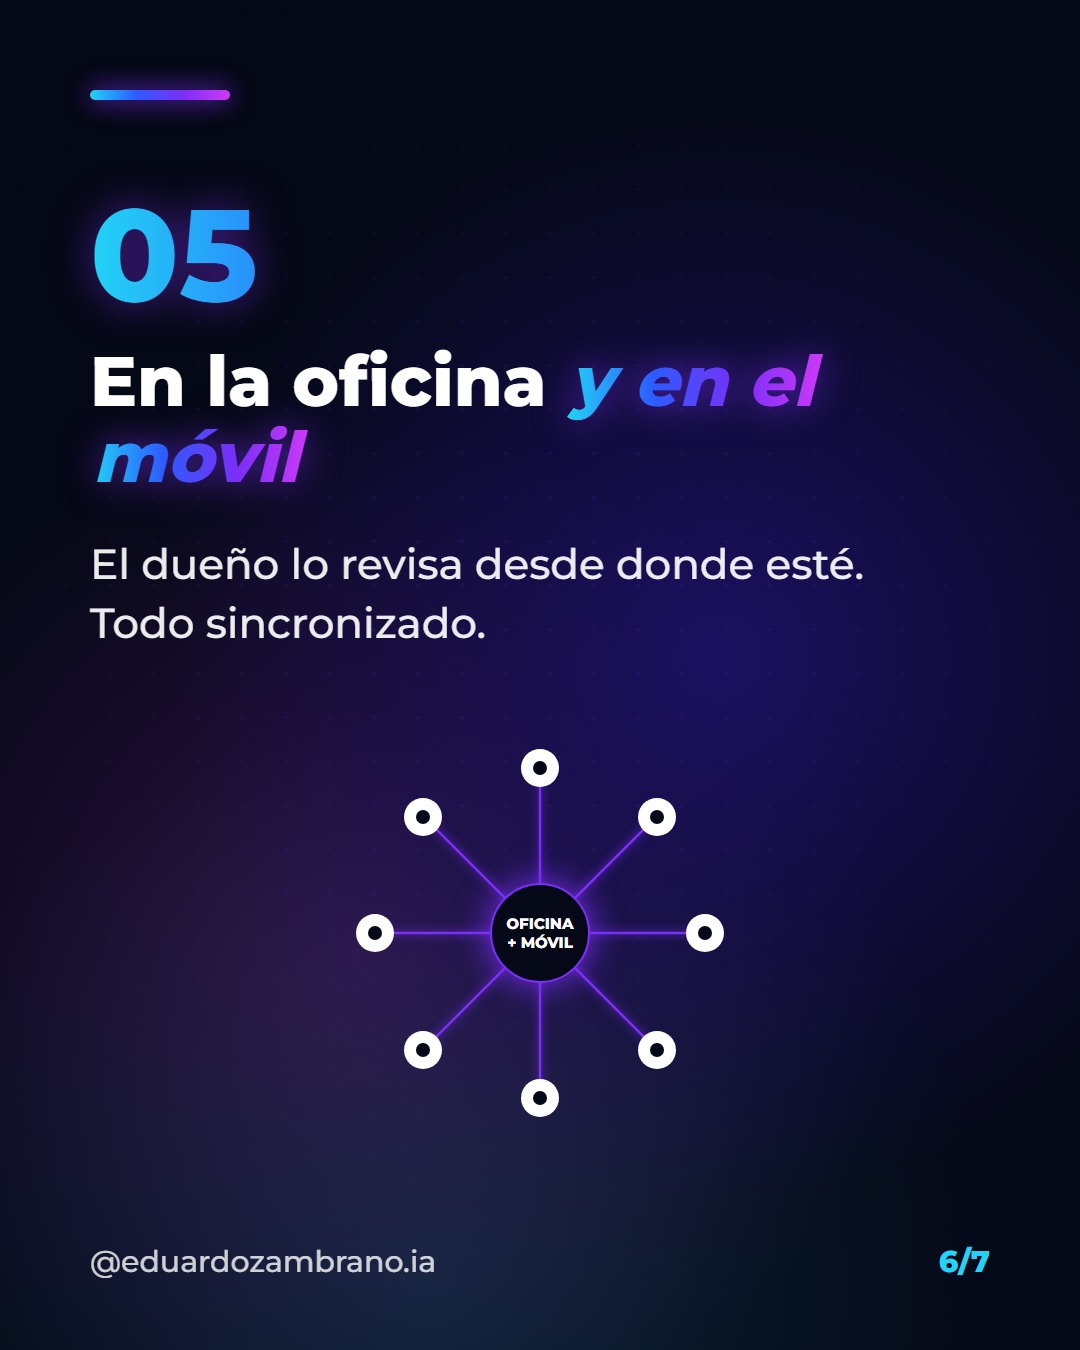 05
En la oficina y en el
móvil
El dueño lo revisa desde donde esté.
Todo sincronizado.
OFICINA
+ MÓVIL
@eduardozambrano.ia
6/7